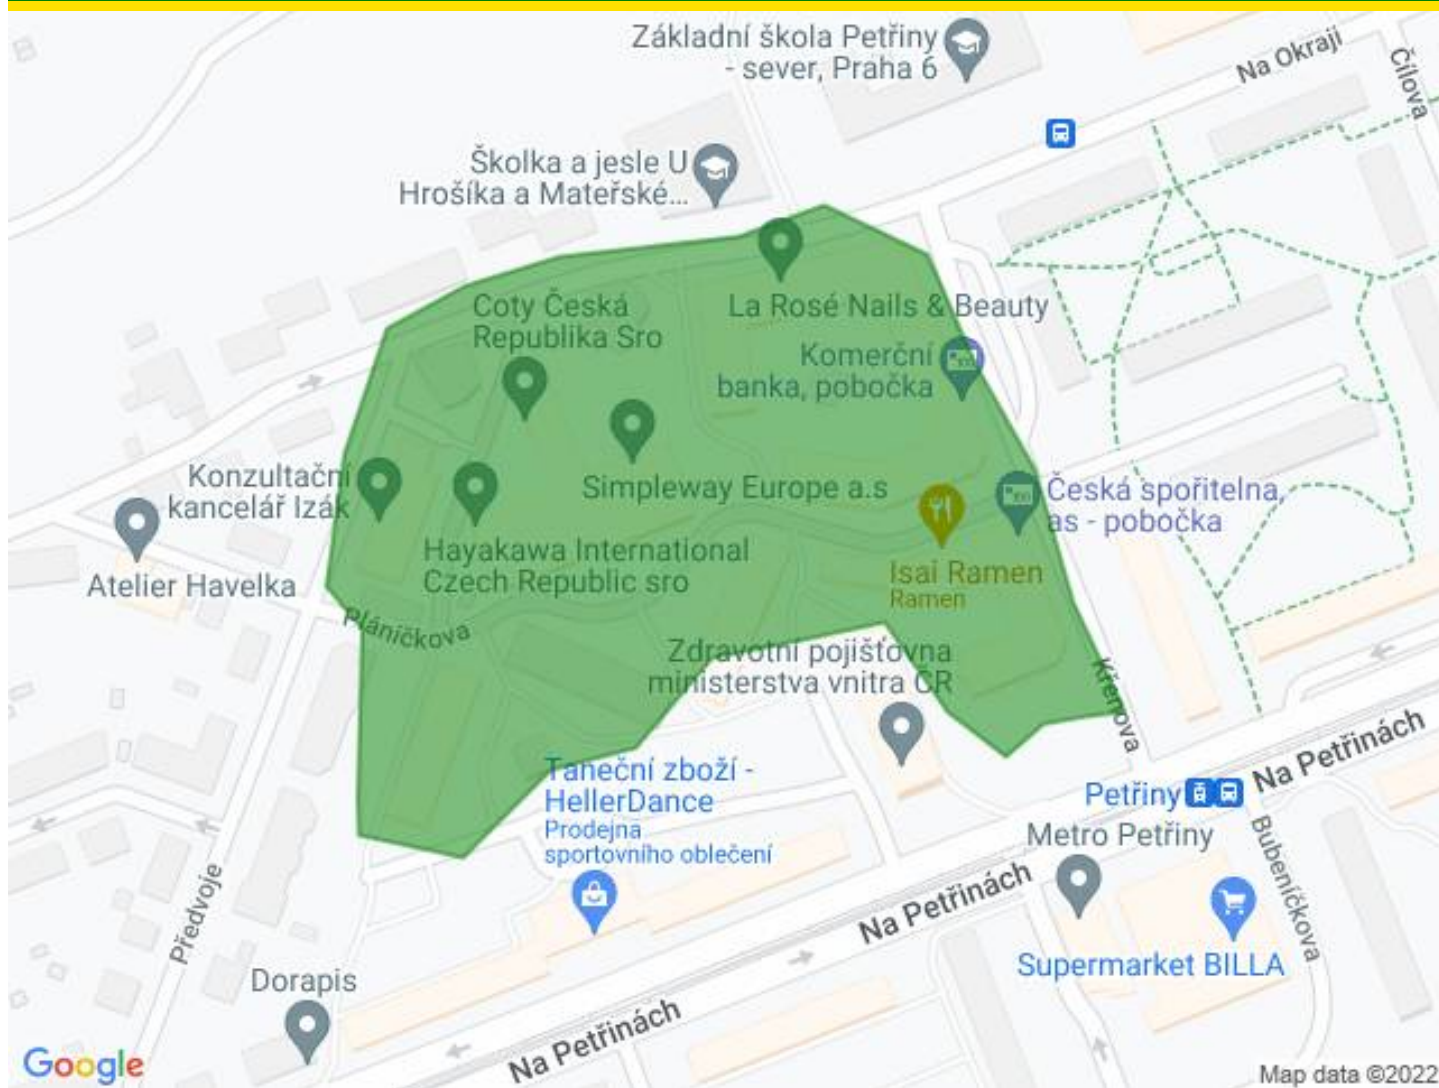 Základní škola Petřiny
- sever, Praha 6
Na Okraji
Čílova
Školka a jesle U
Hrošíka a Mateřské...
Coty Česká
Republika Sro
La Rosé Nails & Beauty
Komerční
banka, pobočka
Konzultační
kancelář Izák
Simpleway Europe a.s
Česká spořitelna,
as - pobočka
Atelier Havelka
Hayakawa International
Czech Republic sro
Isai Ramen
Ramen
Pláničkova
Zdravotní pojišťovna
ministerstva vnitra ČR
Křenova
Taneční zboží -
HellerDance
Prodejna
sportovního oblečení
Petřiny
Na Petřinách
Metro Petřiny
Bubeníčkova
Předvoje
Na Petřinách
Supermarket BILLA
Dorapis
Na Petřinách
Google
Map data ©2022